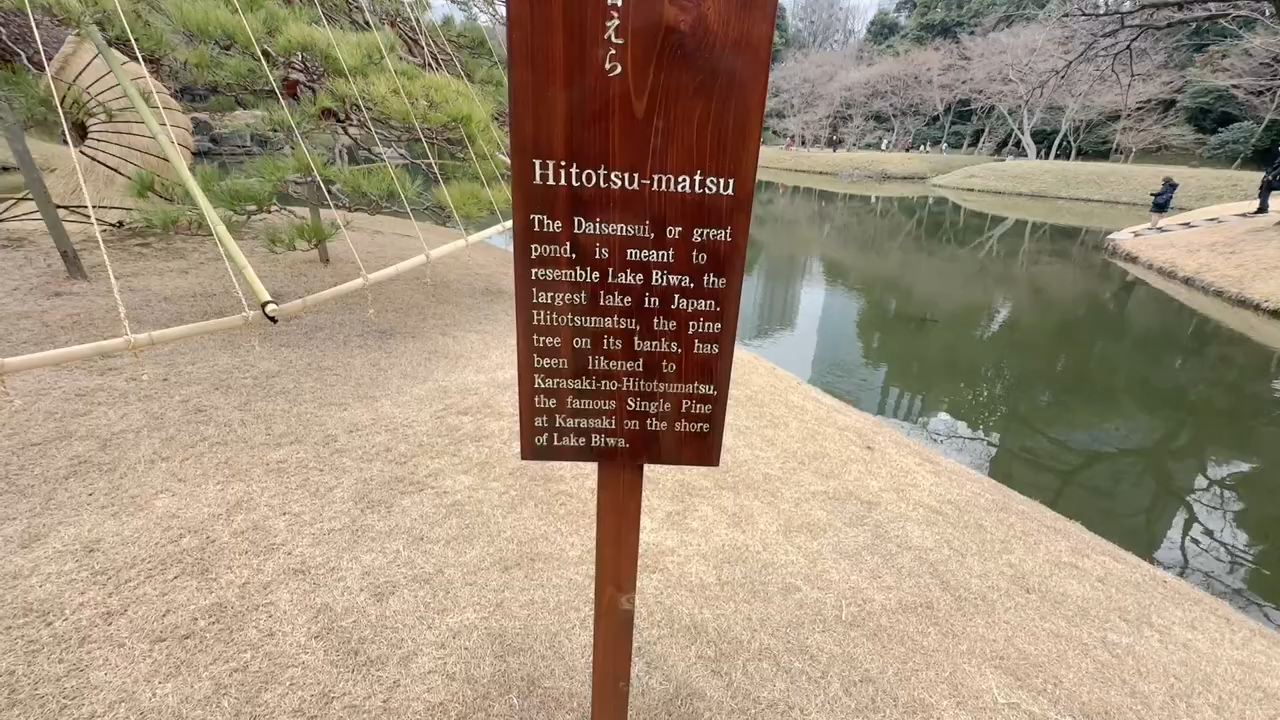 えら
Hitotsu-matsu
The Daisensui, or great
pond, is meant to
resemble Lake Biwa, the
largest lake in Japan.
Hitotsumatsu, the pine
tree on its banks, has
been likened to
Karasaki-no-Hitotsumatsu,
the famous Single Pine
at Karasaki on the shore
of Lake Biwa.